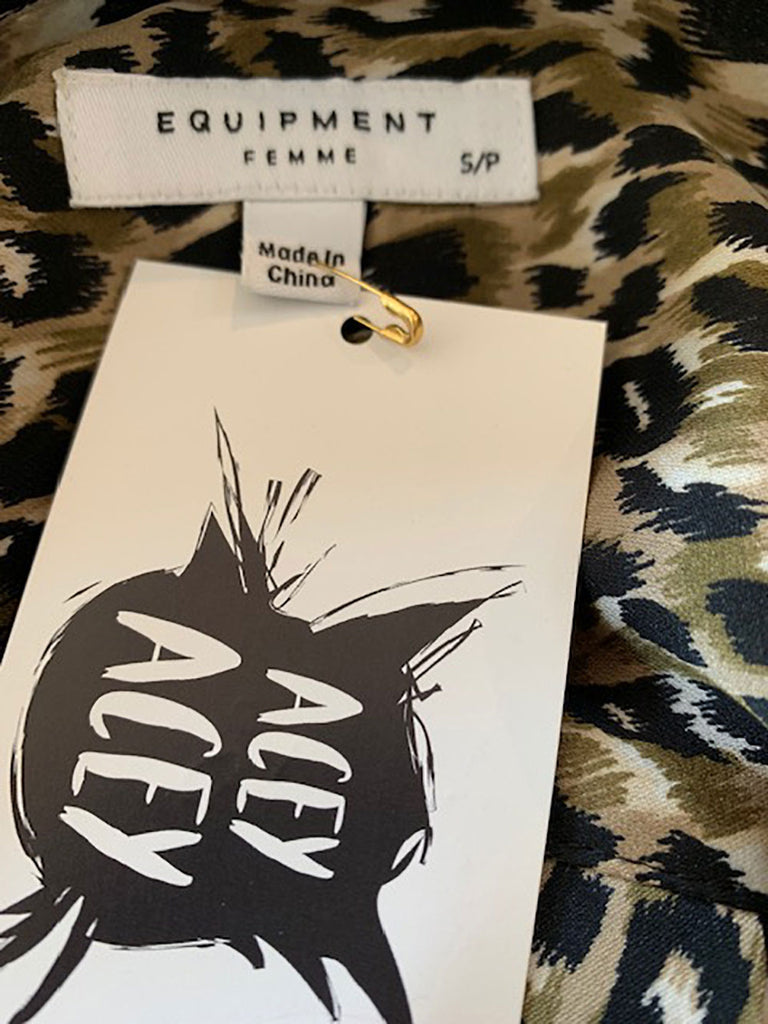 EQUIPMENT
FEMME
S/P
Made In
China
ACEY
ACEY